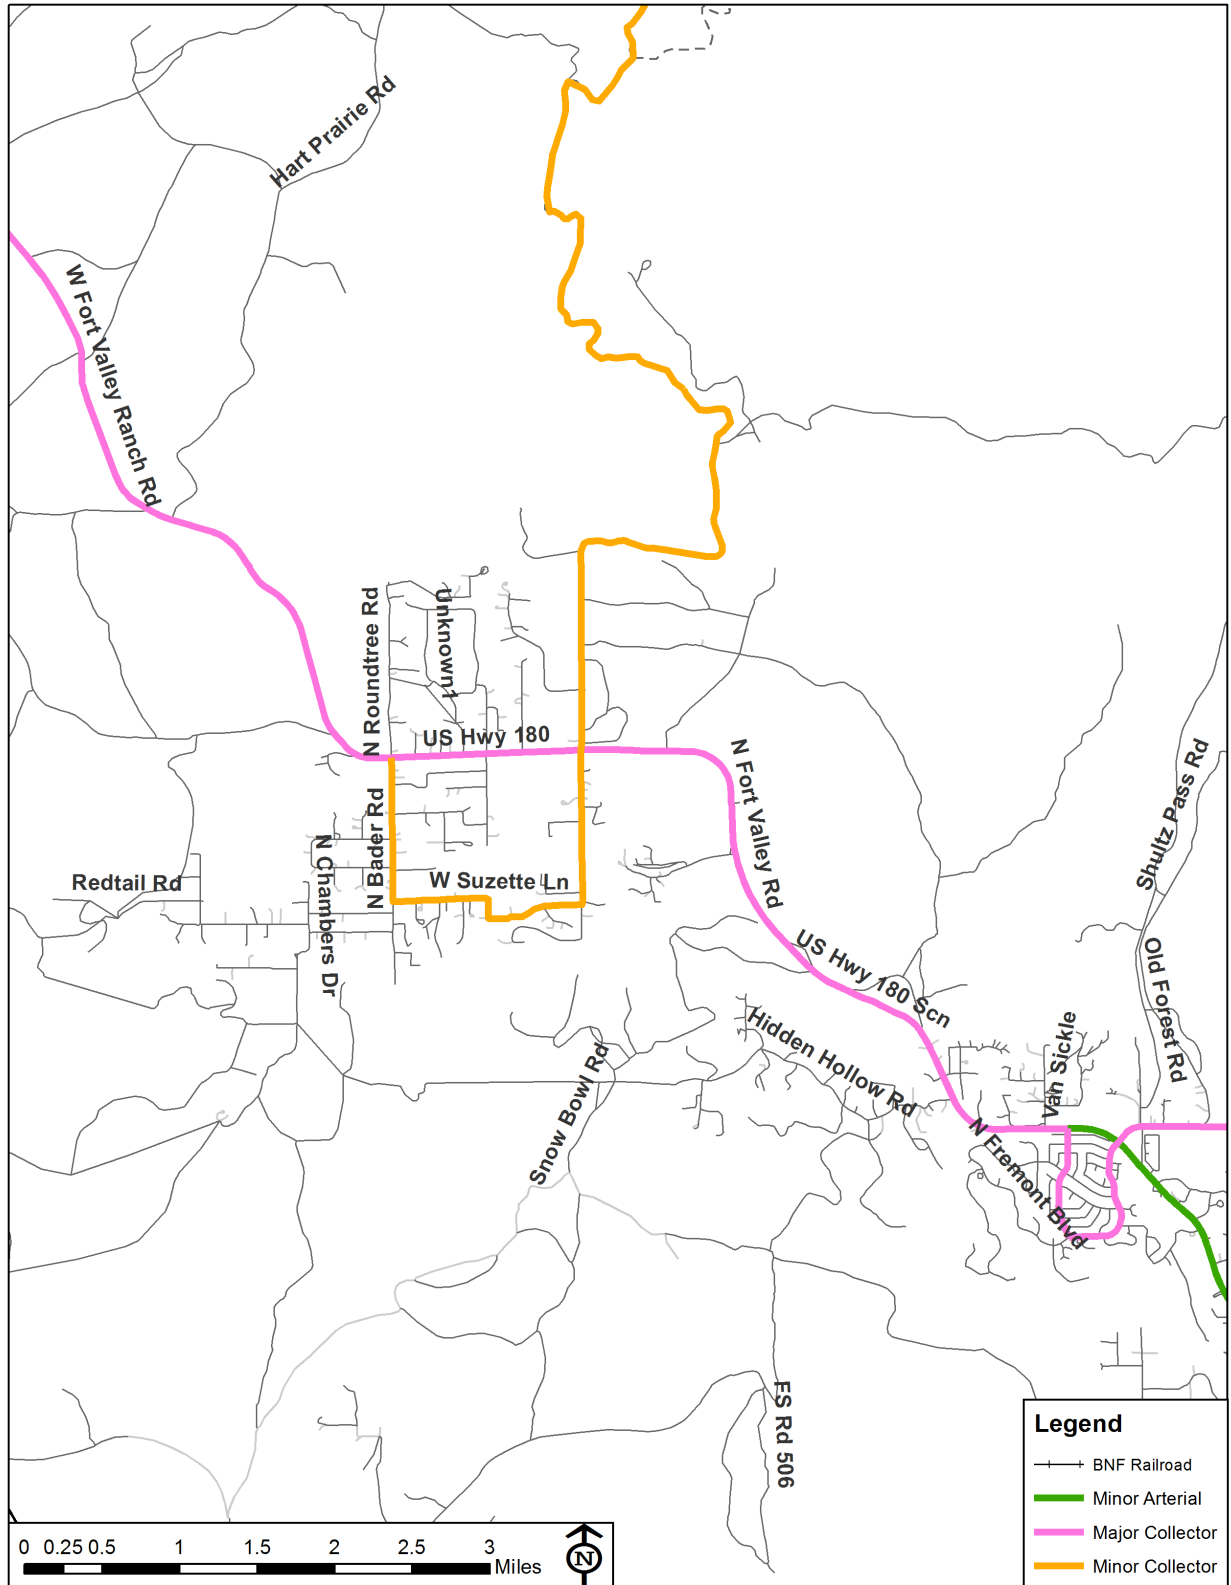 Hart Prairie Rd
W Fort Valley Ranch Rd
N Roundtree Rd
Unknown1
US Hwy 180
N Fort Valley Rd
Shultz Pass Rd
N Bader Rd
N Chambers Dr
Redtail Rd
W Suzette Ln
US Hwy 180 Scn
Old Forest Rd
Hidden Hollow Rd
Van Sickle
Snow Bowl Rd
N Fremont Blvd
FS Rd 506
Legend
BNF Railroad
Minor Arterial
Major Collector
Minor Collector
0 0.25 0.5 1 1.5 2 2.5 3
Miles
N